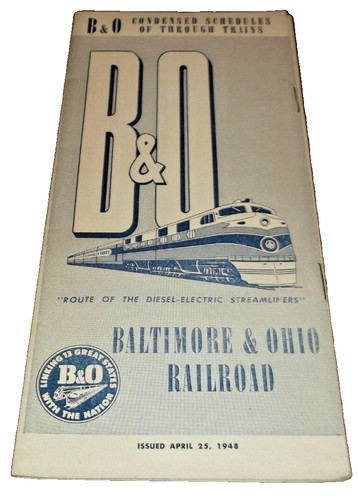 B&O CONDENSED SCHEDULES
OF THROUGH TRAINS
B&O
"ROUTE OF THE DIESEL-ELECTRIC STREAMLINERS"
BALTIMORE & OHIO
RAILROAD
LINKING 13 GREAT STATES
B&O
WITH THE NATION
ISSUED APRIL 25, 1948